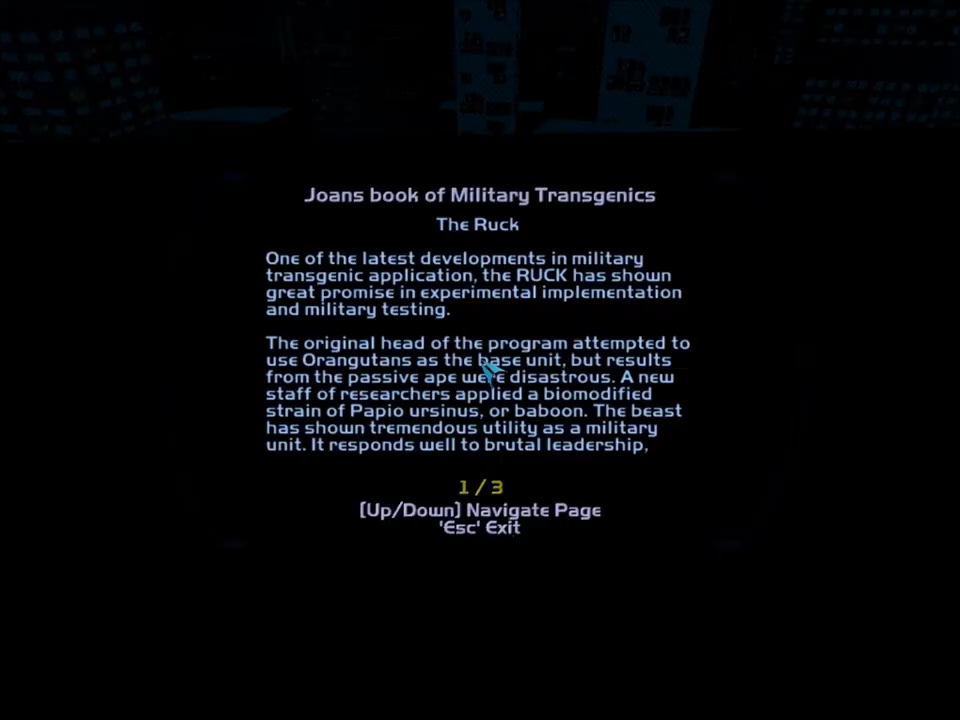 Joans book of Military Transgenics
The Ruck
One of the latest developments in military
transgenic application, the RUCK has shown
great promise in experimental implementation
and military testing.
The original head of the program attempted to
use Orangutans as the base unit, but results
from the passive ape were disastrous. A new
staff of researchers applied a biomodified
strain of Papio ursinus, or baboon. The beast
has shown tremendous utility as a military
unit. It responds well to brutal leadership,
1 / 3
[Up/Down] Navigate Page
'Esc' Exit